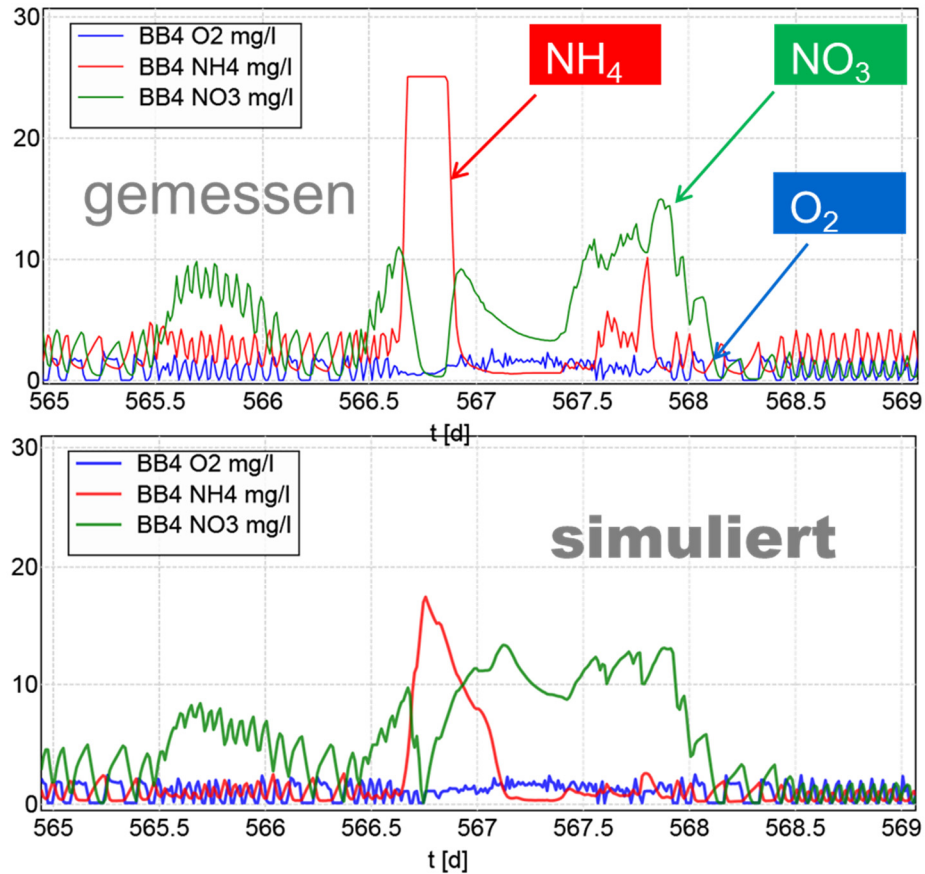 30
20
10
0
BB4 O2 mg/l
BB4 NH4 mg/l
BB4 NO3 mg/l
NH₄
NO₃
O₂
gemessen
565 565.5 566 566.5 567 567.5 568 568.5 569
t [d]
30
20
10
0
BB4 O2 mg/l
BB4 NH4 mg/l
BB4 NO3 mg/l
simuliert
565 565.5 566 566.5 567 567.5 568 568.5 569
t [d]